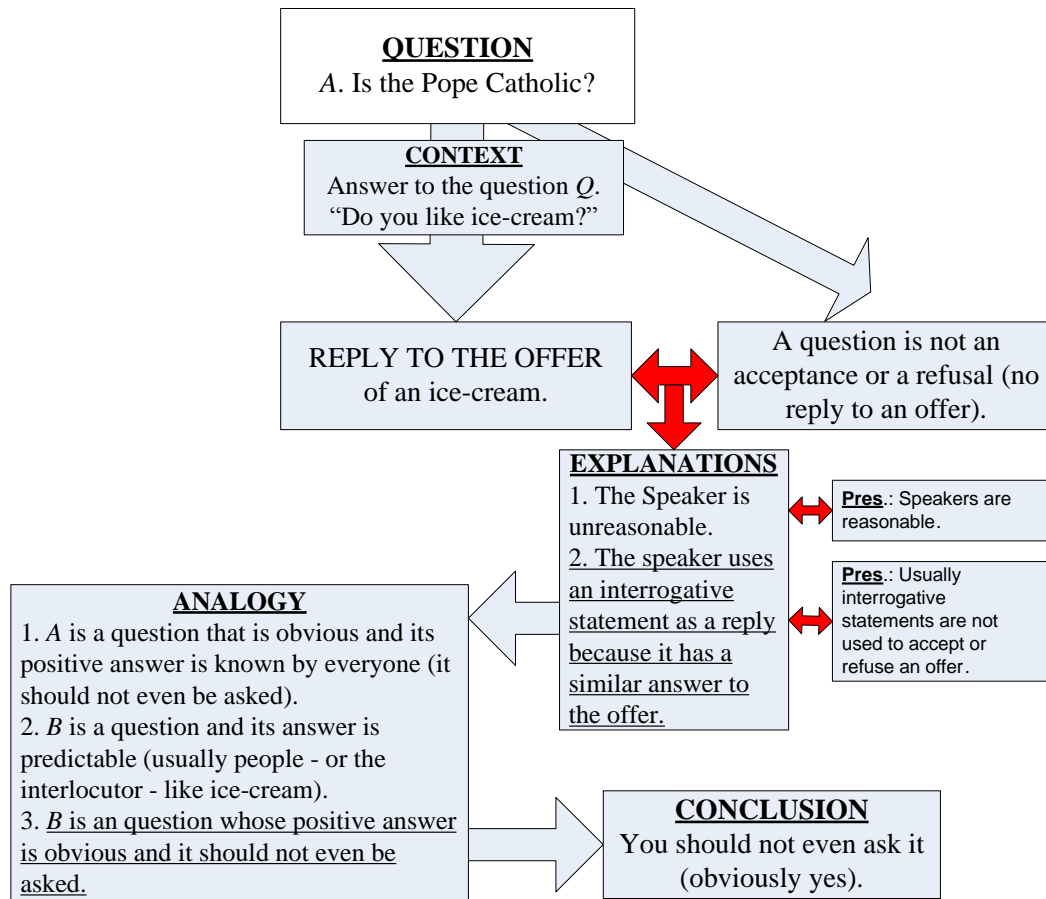 QUESTION
A. Is the Pope Catholic?
CONTEXT
Answer to the question Q.
“Do you like ice-cream?”
REPLY TO THE OFFER
of an ice-cream.
A question is not an
acceptance or a refusal (no
reply to an offer).
EXPLANATIONS
1. The Speaker is
unreasonable.
2. The speaker uses
an interrogative
statement as a reply
because it has a
similar answer to
the offer.
Pres.: Speakers are
reasonable.
Pres.: Usually
interrogative
statements are not
used to accept or
refuse an offer.
ANALOGY
1. A is a question that is obvious and its
positive answer is known by everyone (it
should not even be asked).
2. B is a question and its answer is
predictable (usually people - or the
interlocutor - like ice-cream).
3. B is an question whose positive answer
is obvious and it should not even be
asked.
CONCLUSION
You should not even ask it
(obviously yes).